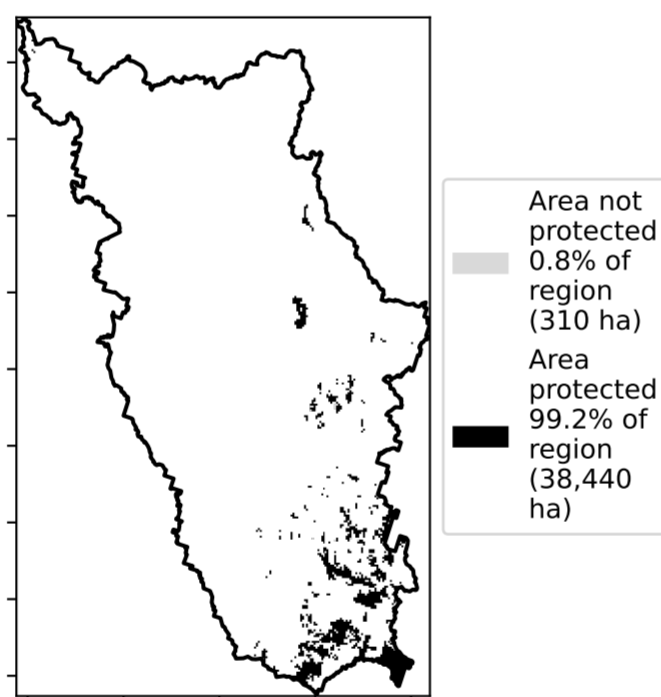 Area not
protected
0.8% of
region
(310 ha)
Area
protected
99.2% of
region
(38,440
ha)